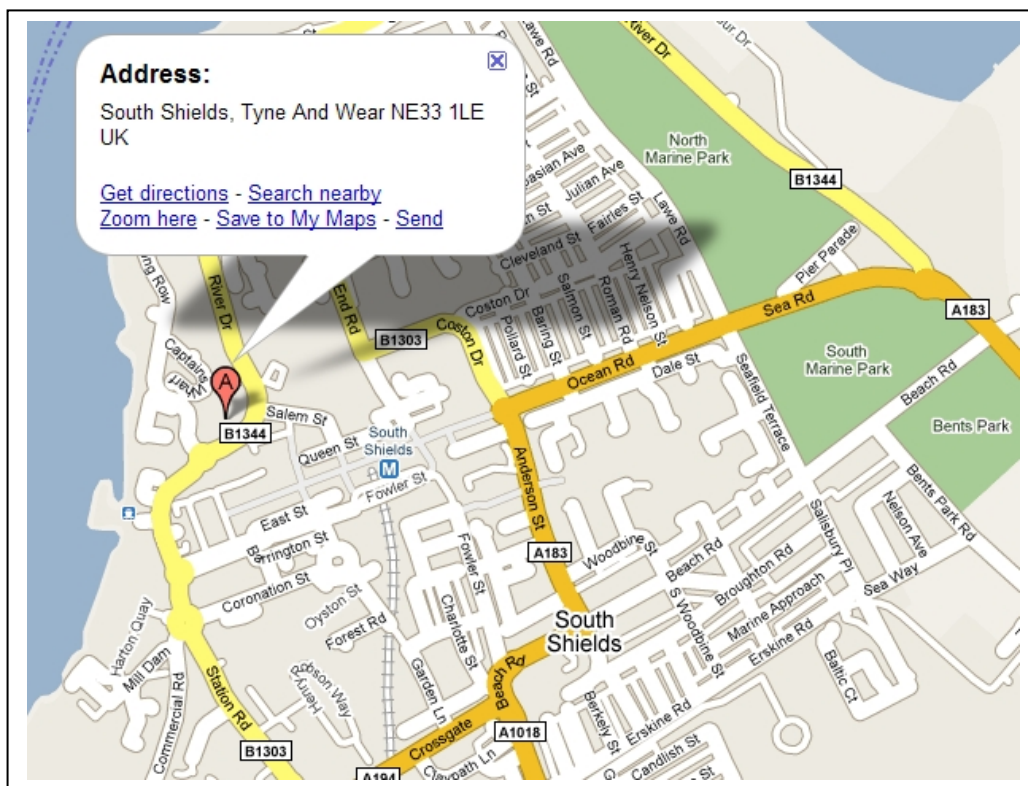 Address:
South Shields, Tyne And Wear NE33 1LE
UK
Get directions - Search nearby
Zoom here - Save to My Maps - Send
River Dr
Lawe Rd
North
Marine Park
B1344
Julian Ave
Fairles St
Lawe Rd
Cleveland St
Pier Parade
River Dr
End Rd
Coston Dr
Henry Nelson St
Roman Rd
Salmon St
Baring St
Pollard St
Sea Rd
A183
B1303
Coston Dr
Captains
Wharf
A
Ocean Rd
Dale St
South
Marine Park
Beach Rd
Seafield Terrace
Bents Park
B1344
Salem St
Queen St
South
Shields
M
Fowler St
Anderson St
East St
Bents Park Rd
Nelson Ave
Salisbury Pl
A183
Woodbine St
Beach Rd
Broughton Rd
Sea Way
Coronation St
Fowler St
Oyston St
Charlotte St
Forest Rd
S Woodbine St
Marine Approach
Erskine Rd
South
Shields
Harton Quay
Mill Dam
Commercial Rd
Station Rd
Garden Ln
Beach Rd
Baltic Ct
Berkely St
Erskine Rd
B1303
Crossgate
A1018
Claypath Ln
Candlish St
A194